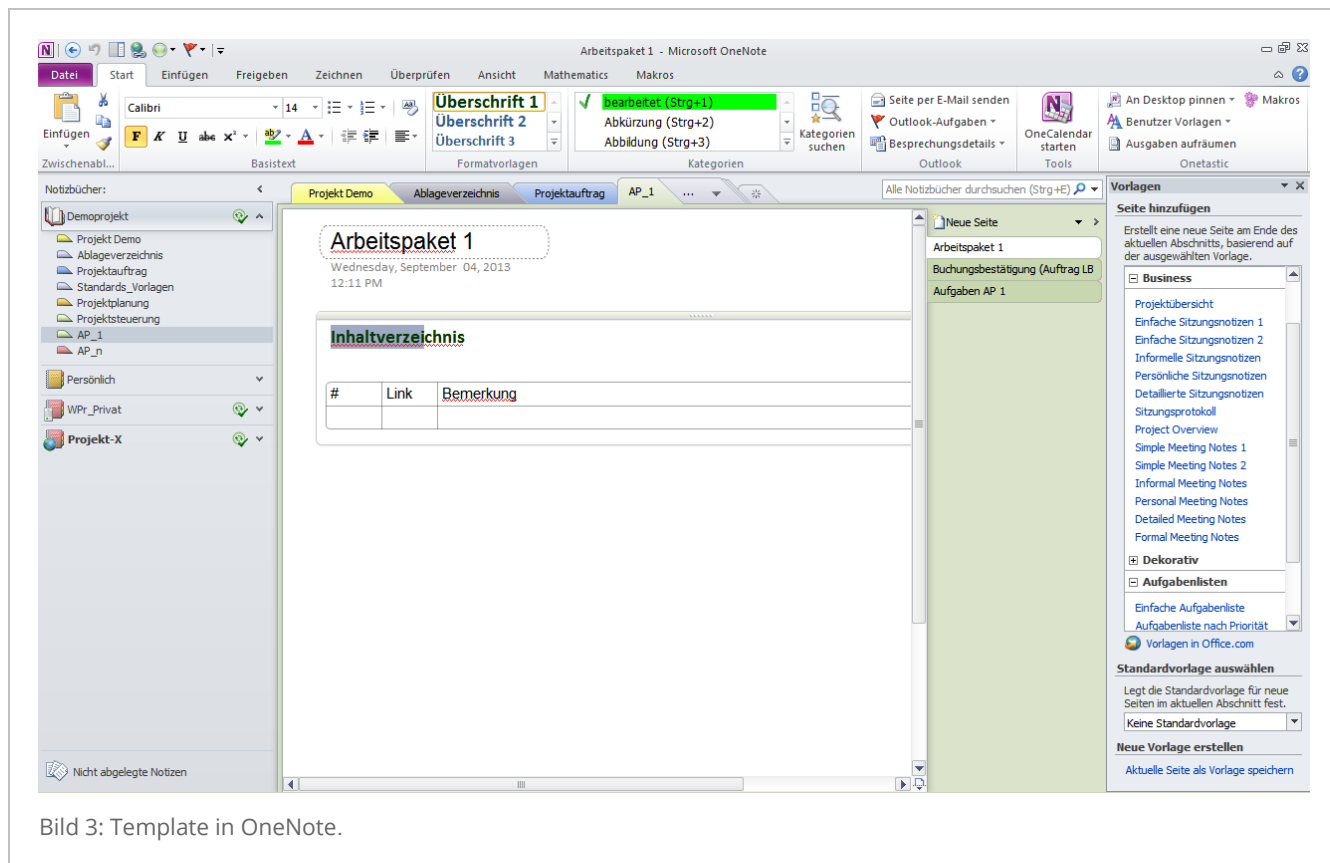 Arbeitspaket 1 - Microsoft OneNote
Datei Start Einfügen Freigeben Zeichnen Überprüfen Ansicht Mathematics Makros
Einfügen
Calibri 14
F K U abc x² ab A
Überschrift 1
Überschrift 2
Überschrift 3
bearbeitet (Strg+1)
Abkürzung (Strg+2)
Abbildung (Strg+3)
Kategorien
suchen
Seite per E-Mail senden
Outlook-Aufgaben
Besprechungsdetails
OneCalendar
starten
An Desktop pinnen Makros
Benutzer Vorlagen
Ausgaben aufräumen
Zwischenabl... Basistext Formatvorlagen Kategorien Outlook Tools Onetastic
Notizbücher:
Demoprojekt
Projekt Demo
Ablageverzeichnis
Projektauftrag
Standards_Vorlagen
Projektplanung
Projektsteuerung
AP_1
AP_n
Persönlich
WPr_Privat
Projekt-X
Nicht abgelegte Notizen
Projekt Demo Ablageverzeichnis Projektauftrag AP_1 ...
Alle Notizbücher durchsuchen (Strg+E)
Arbeitspaket 1
Wednesday, September 04, 2013
12:11 PM
Inhaltverzeichnis
# Link Bemerkung
Neue Seite
Arbeitspaket 1
Buchungsbestätigung (Auftrag LB
Aufgaben AP 1
Vorlagen
Seite hinzufügen
Erstellt eine neue Seite am Ende des
aktuellen Abschnitts, basierend auf
der ausgewählten Vorlage.
Business
Projektübersicht
Einfache Sitzungsnotizen 1
Einfache Sitzungsnotizen 2
Informelle Sitzungsnotizen
Persönliche Sitzungsnotizen
Detaillierte Sitzungsnotizen
Sitzungsprotokoll
Project Overview
Simple Meeting Notes 1
Simple Meeting Notes 2
Informal Meeting Notes
Personal Meeting Notes
Detailed Meeting Notes
Formal Meeting Notes
Dekorativ
Aufgabenlisten
Einfache Aufgabenliste
Aufgabenliste nach Priorität
Vorlagen in Office.com
Standardvorlage auswählen
Legt die Standardvorlage für neue
Seiten im aktuellen Abschnitt fest.
Keine Standardvorlage
Neue Vorlage erstellen
Aktuelle Seite als Vorlage speichern
Bild 3: Template in OneNote.